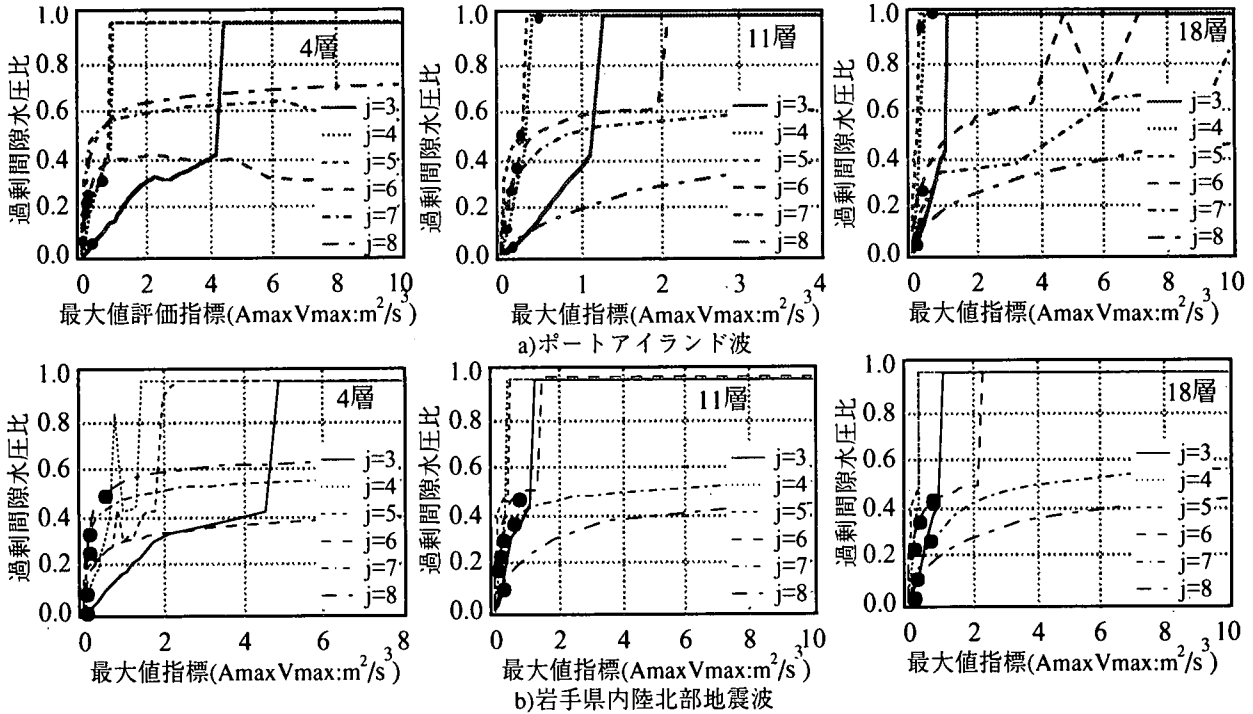 過剰間隙水圧比
1.0
0.8
0.6
0.4
0.2
0.0
4層
j=3
j=4
j=5
j=6
j=7
j=8
0 2 4 6 8 10
最大値評価指標(AmaxVmax:m²/s³)
過剰間隙水圧比
1.0
0.8
0.6
0.4
0.2
0.0
11層
j=3
j=4
j=5
j=6
j=7
j=8
0 1 2 3 4
最大値指標(AmaxVmax:m²/s³)
過剰間隙水圧比
1.0
0.8
0.6
0.4
0.2
0.0
18層
j=3
j=4
j=5
j=6
j=7
j=8
0 2 4 6 8 10
最大値指標(AmaxVmax:m²/s³)
a)ポートアイランド波
過剰間隙水圧比
1.0
0.8
0.6
0.4
0.2
0.0
4層
j=3
j=4
j=5
j=6
j=7
j=8
0 2 4 6 8
最大値指標(AmaxVmax:m²/s³)
過剰間隙水圧比
1.0
0.8
0.6
0.4
0.2
0.0
11層
j=3
j=4
j=5
j=6
j=7
j=8
0 2 4 6 8 10
最大値指標(AmaxVmax:m²/s³)
過剰間隙水圧比
1.0
0.8
0.6
0.4
0.2
0.0
18層
j=3
j=4
j=5
j=6
j=7
j=8
0 2 4 6 8 10
最大値指標(AmaxVmax:m²/s³)
b)岩手県内陸北部地震波